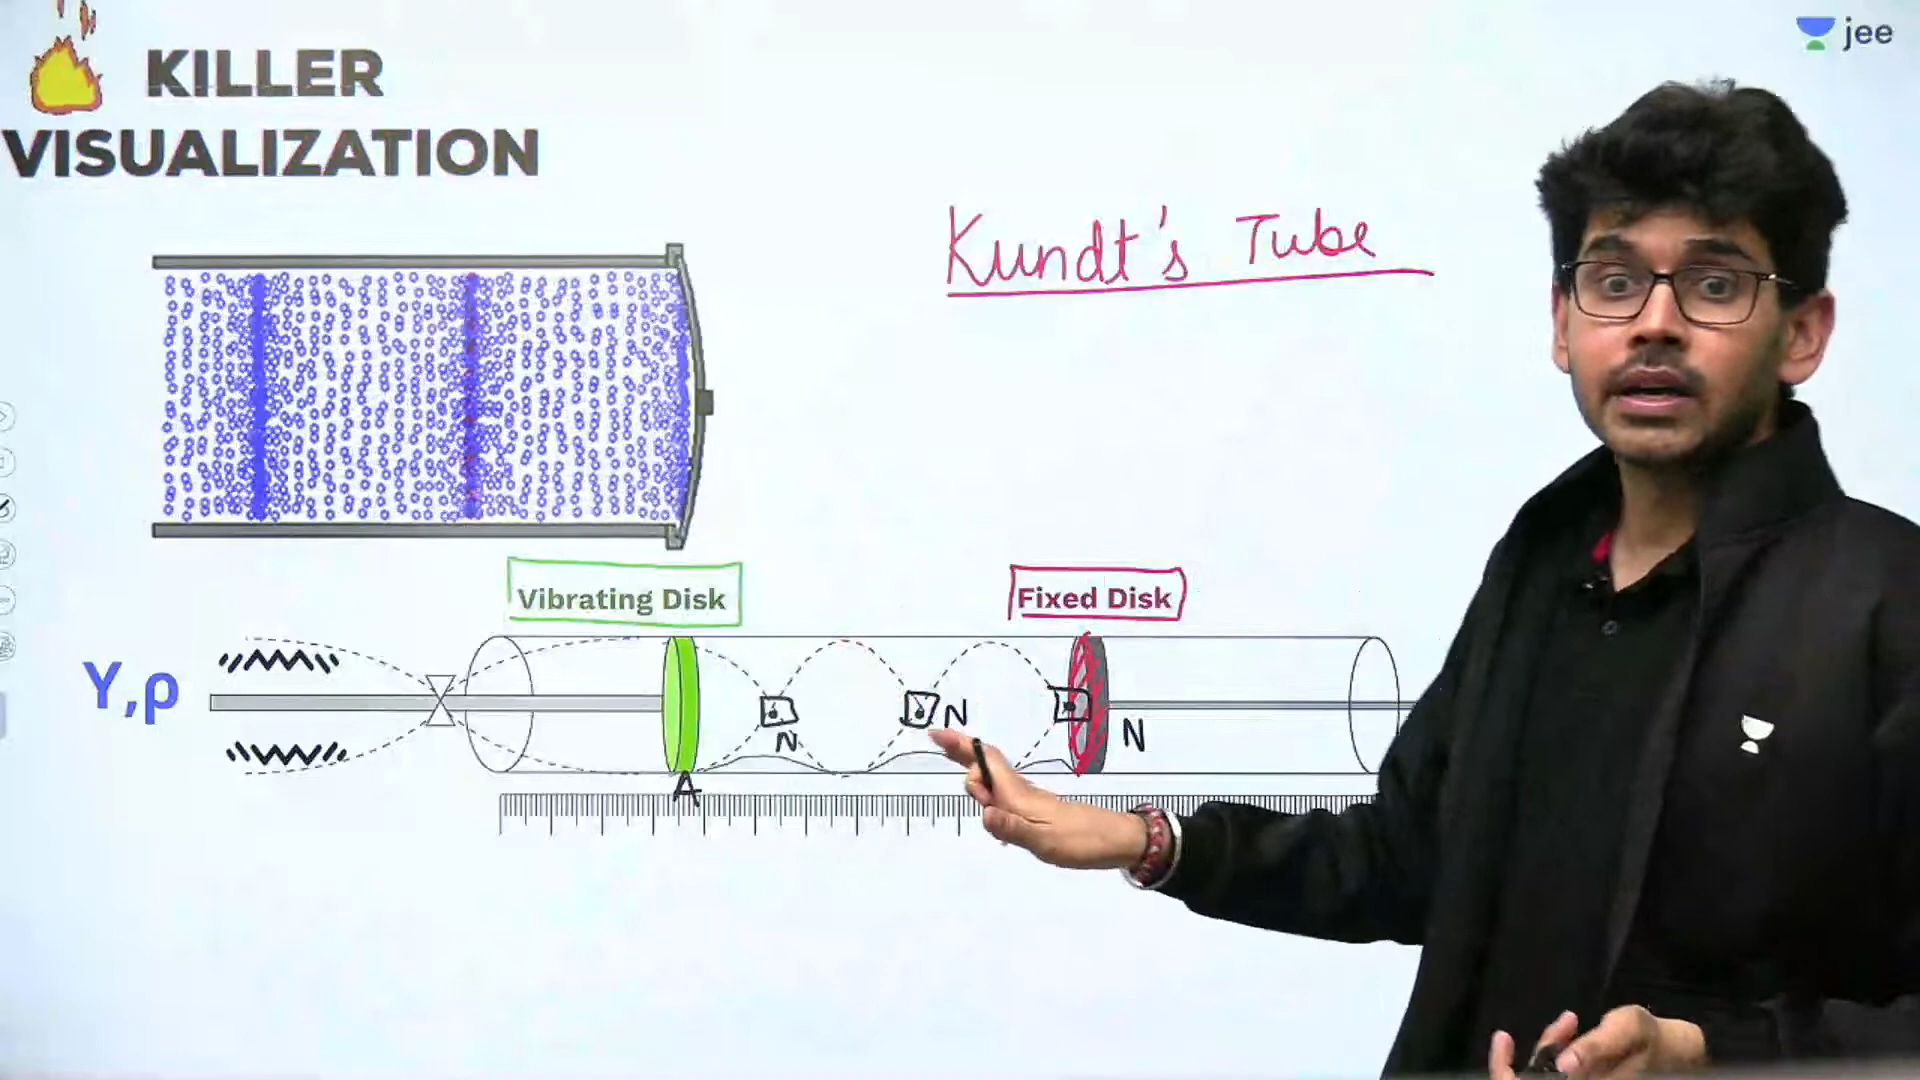 KILLER
VISUALIZATION
jee
Kundt's Tube
Vibrating Disk
Fixed Disk
Y,ρ
N
N
N
A